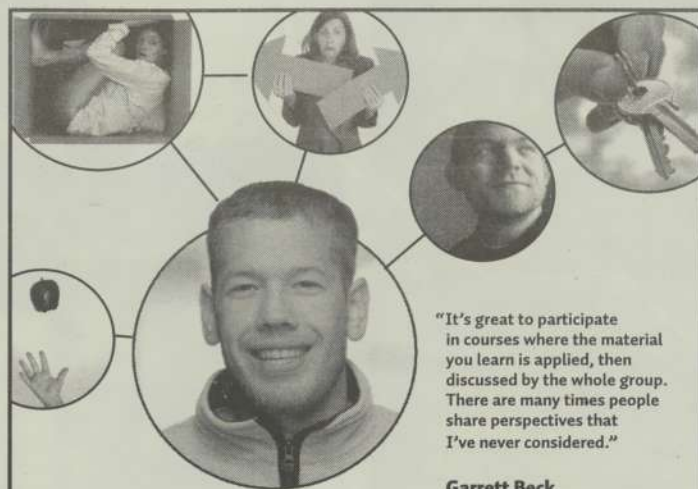 “It’s great to participate
in courses where the material
you learn is applied, then
discussed by the whole group.
There are many times people
share perspectives that
I’ve never considered.”
Garrett Beck